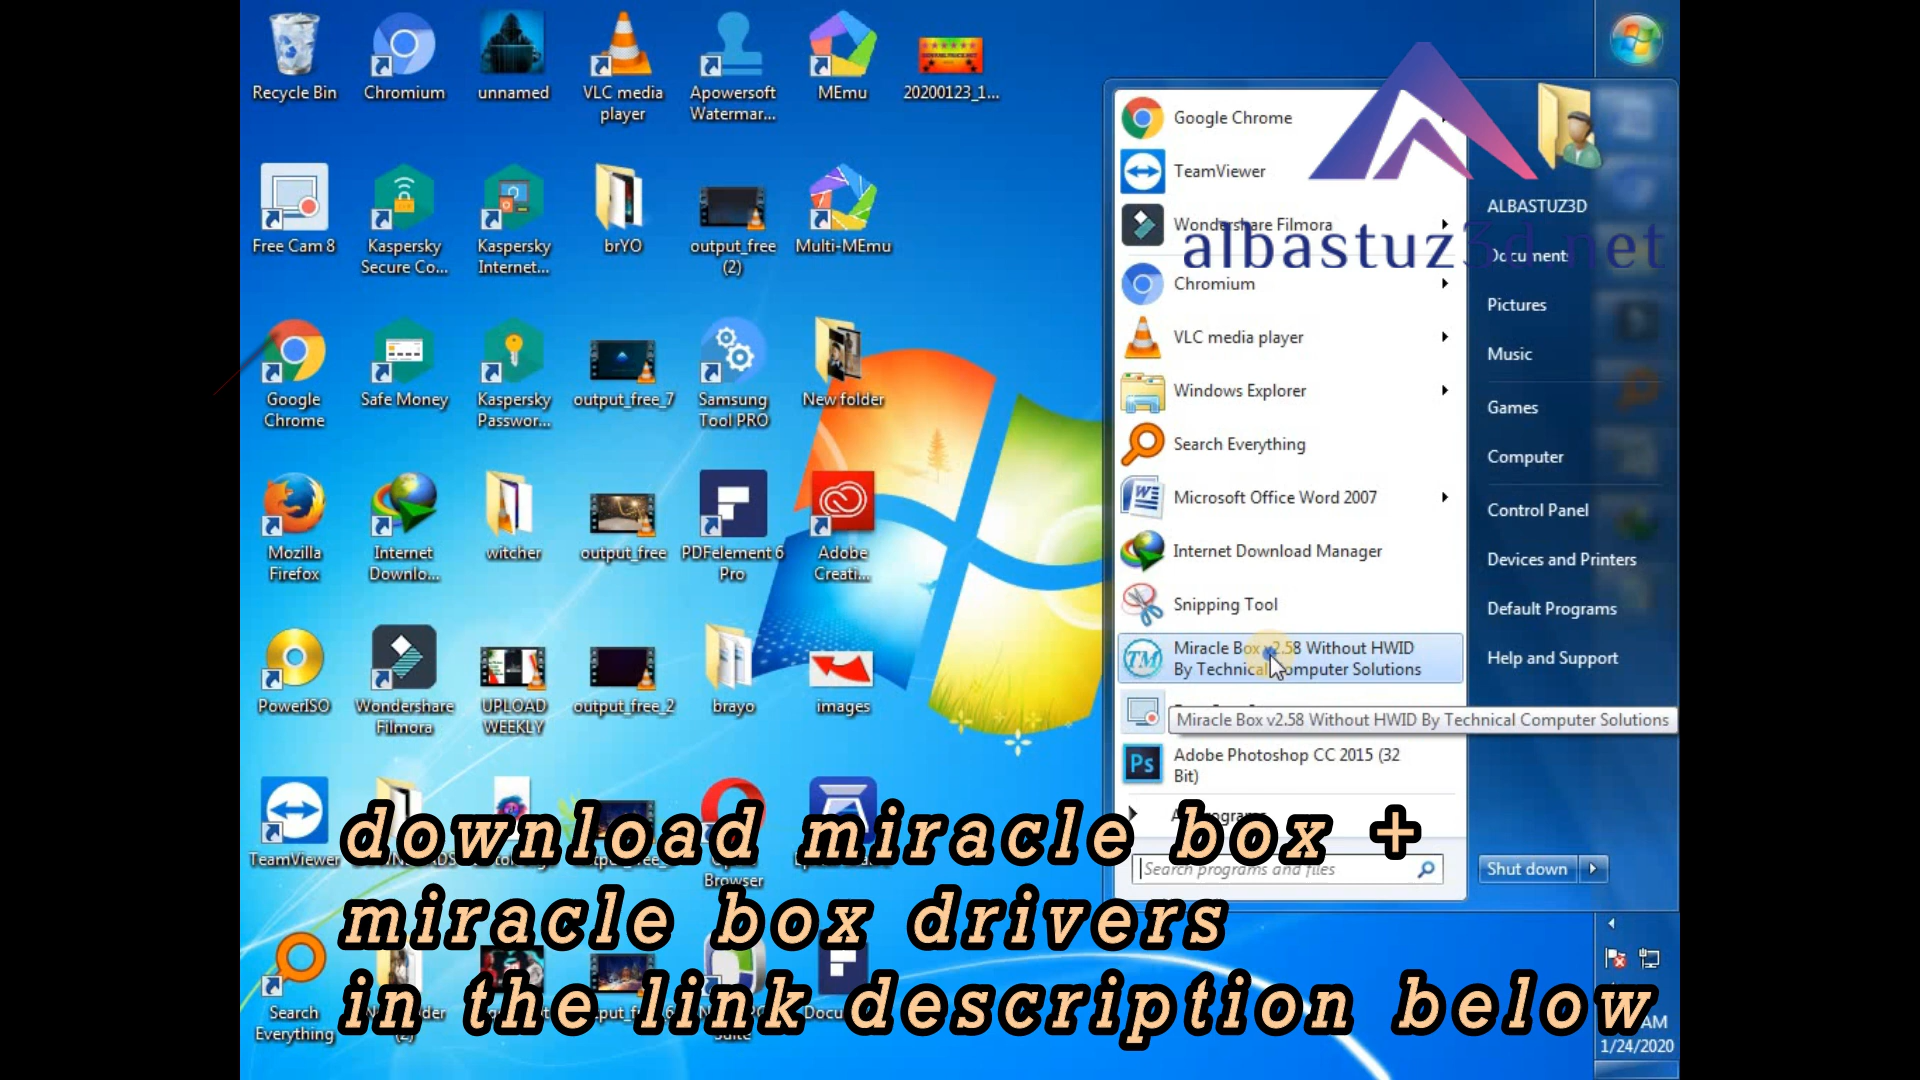 Recycle Bin
Chromium
unnamed
VLC media
player
Apowersoft
Watermar...
MEmu
20200123_1...
Free Cam 8
Kaspersky
Secure Co...
Kaspersky
Internet...
brYO
output_free
(2)
Multi-MEmu
Google
Chrome
Safe Money
Kaspersky
Passwor...
output_free_7
Samsung
Tool PRO
New folder
Mozilla
Firefox
Internet
Downlo...
witcher
output_free
PDFelement 6
Pro
Adobe
Creati...
PowerISO
Wondershare
Filmora
UPLOAD
WEEKLY
output_free_2
brayo
images
TeamViewer
Browser
Search
Everything
Google Chrome
TeamViewer
Wondershare Filmora
Chromium
VLC media player
Windows Explorer
Search Everything
Microsoft Office Word 2007
Internet Download Manager
Snipping Tool
TM
Miracle Box v2.58 Without HWID
By Technical Computer Solutions
Miracle Box v2.58 Without HWID By Technical Computer Solutions
Ps
Adobe Photoshop CC 2015 (32
Bit)
Search programs and files
albastuz3d.net
ALBASTUZ3D
Documents
Pictures
Music
Games
Computer
Control Panel
Devices and Printers
Default Programs
Help and Support
Shut down
download miracle box +
miracle box drivers
in the link description below
AM
1/24/2020